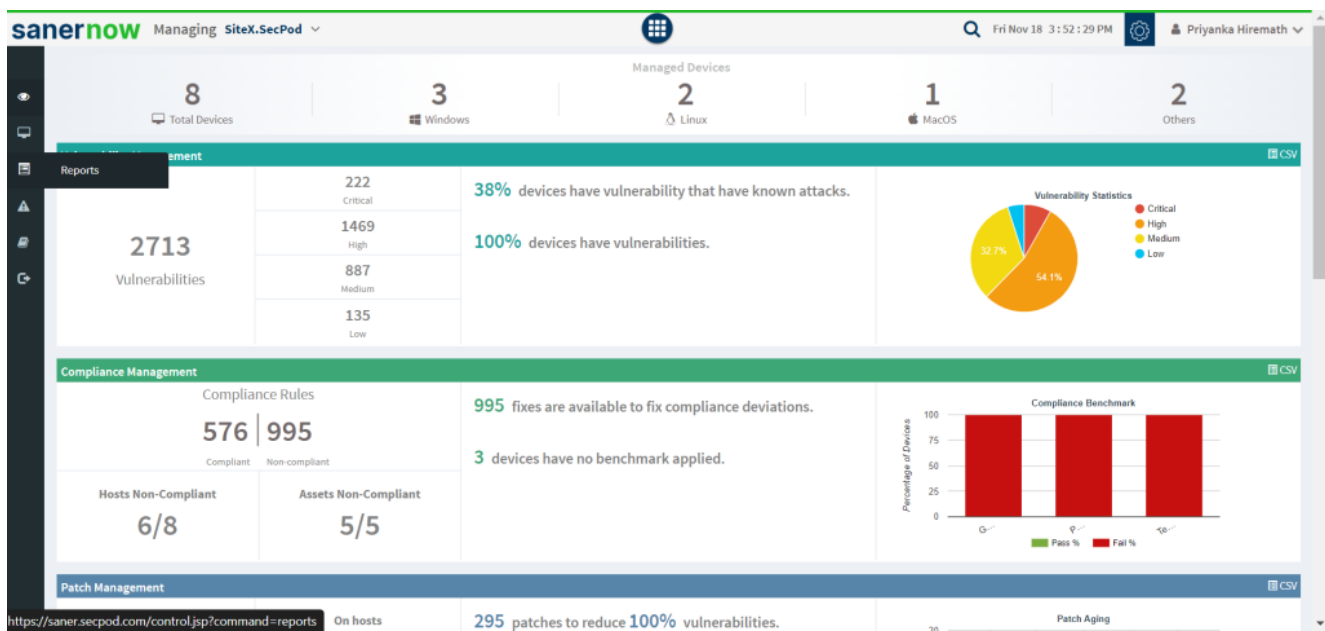 sanernow Managing SiteX.SecPod
Fri Nov 18 3:52:29 PM
Priyanka Hiremath
Managed Devices
8
Total Devices
3
Windows
2
Linux
1
MacOS
2
Others
Reports
ement
CSV
2713
Vulnerabilities
222
Critical
1469
High
887
Medium
135
Low
38% devices have vulnerability that have known attacks.
100% devices have vulnerabilities.
Vulnerability Statistics
Critical
High
Medium
Low
32.7%
54.1%
Compliance Management
CSV
Compliance Rules
576 995
Compliant Non-compliant
Hosts Non-Compliant
6/8
Assets Non-Compliant
5/5
995 fixes are available to fix compliance deviations.
3 devices have no benchmark applied.
Compliance Benchmark
Percentage of Devices
100
75
50
25
0
G...
P...
Te...
Pass %
Fail %
Patch Management
CSV
https://saner.secpod.com/control.jsp?command=reports
On hosts
295 patches to reduce 100% vulnerabilities.
Patch Aging
20